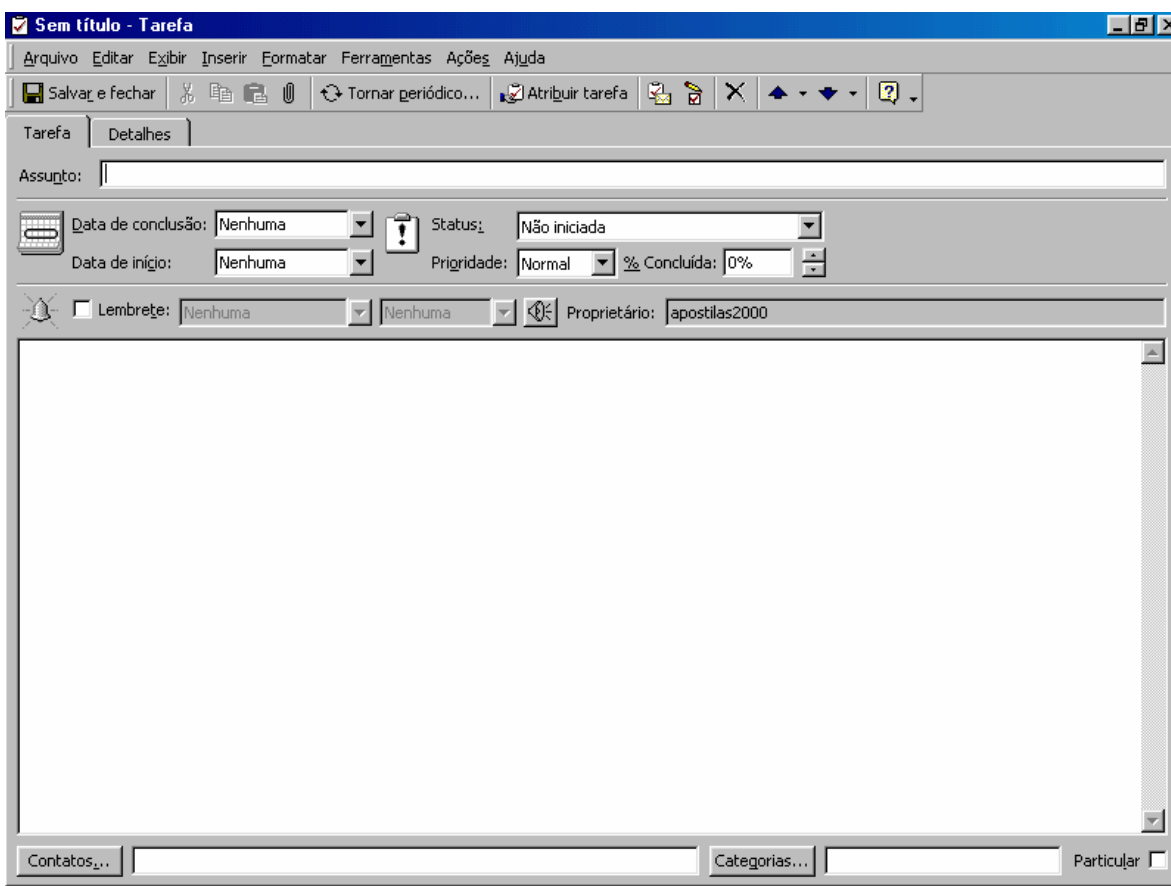 Sem título - Tarefa
Arquivo Editar Exibir Inserir Formatar Ferramentas Ações Ajuda
Salvar e fechar Tornar periódico... Atribuir tarefa
Tarefa Detalhes
Assunto:
Data de conclusão: Nenhuma Status: Não iniciada
Data de início: Nenhuma Prioridade: Normal % Concluída: 0%
Lembrete: Nenhuma Nenhuma Proprietário: apostilas2000
Contatos... Categorias... Particular